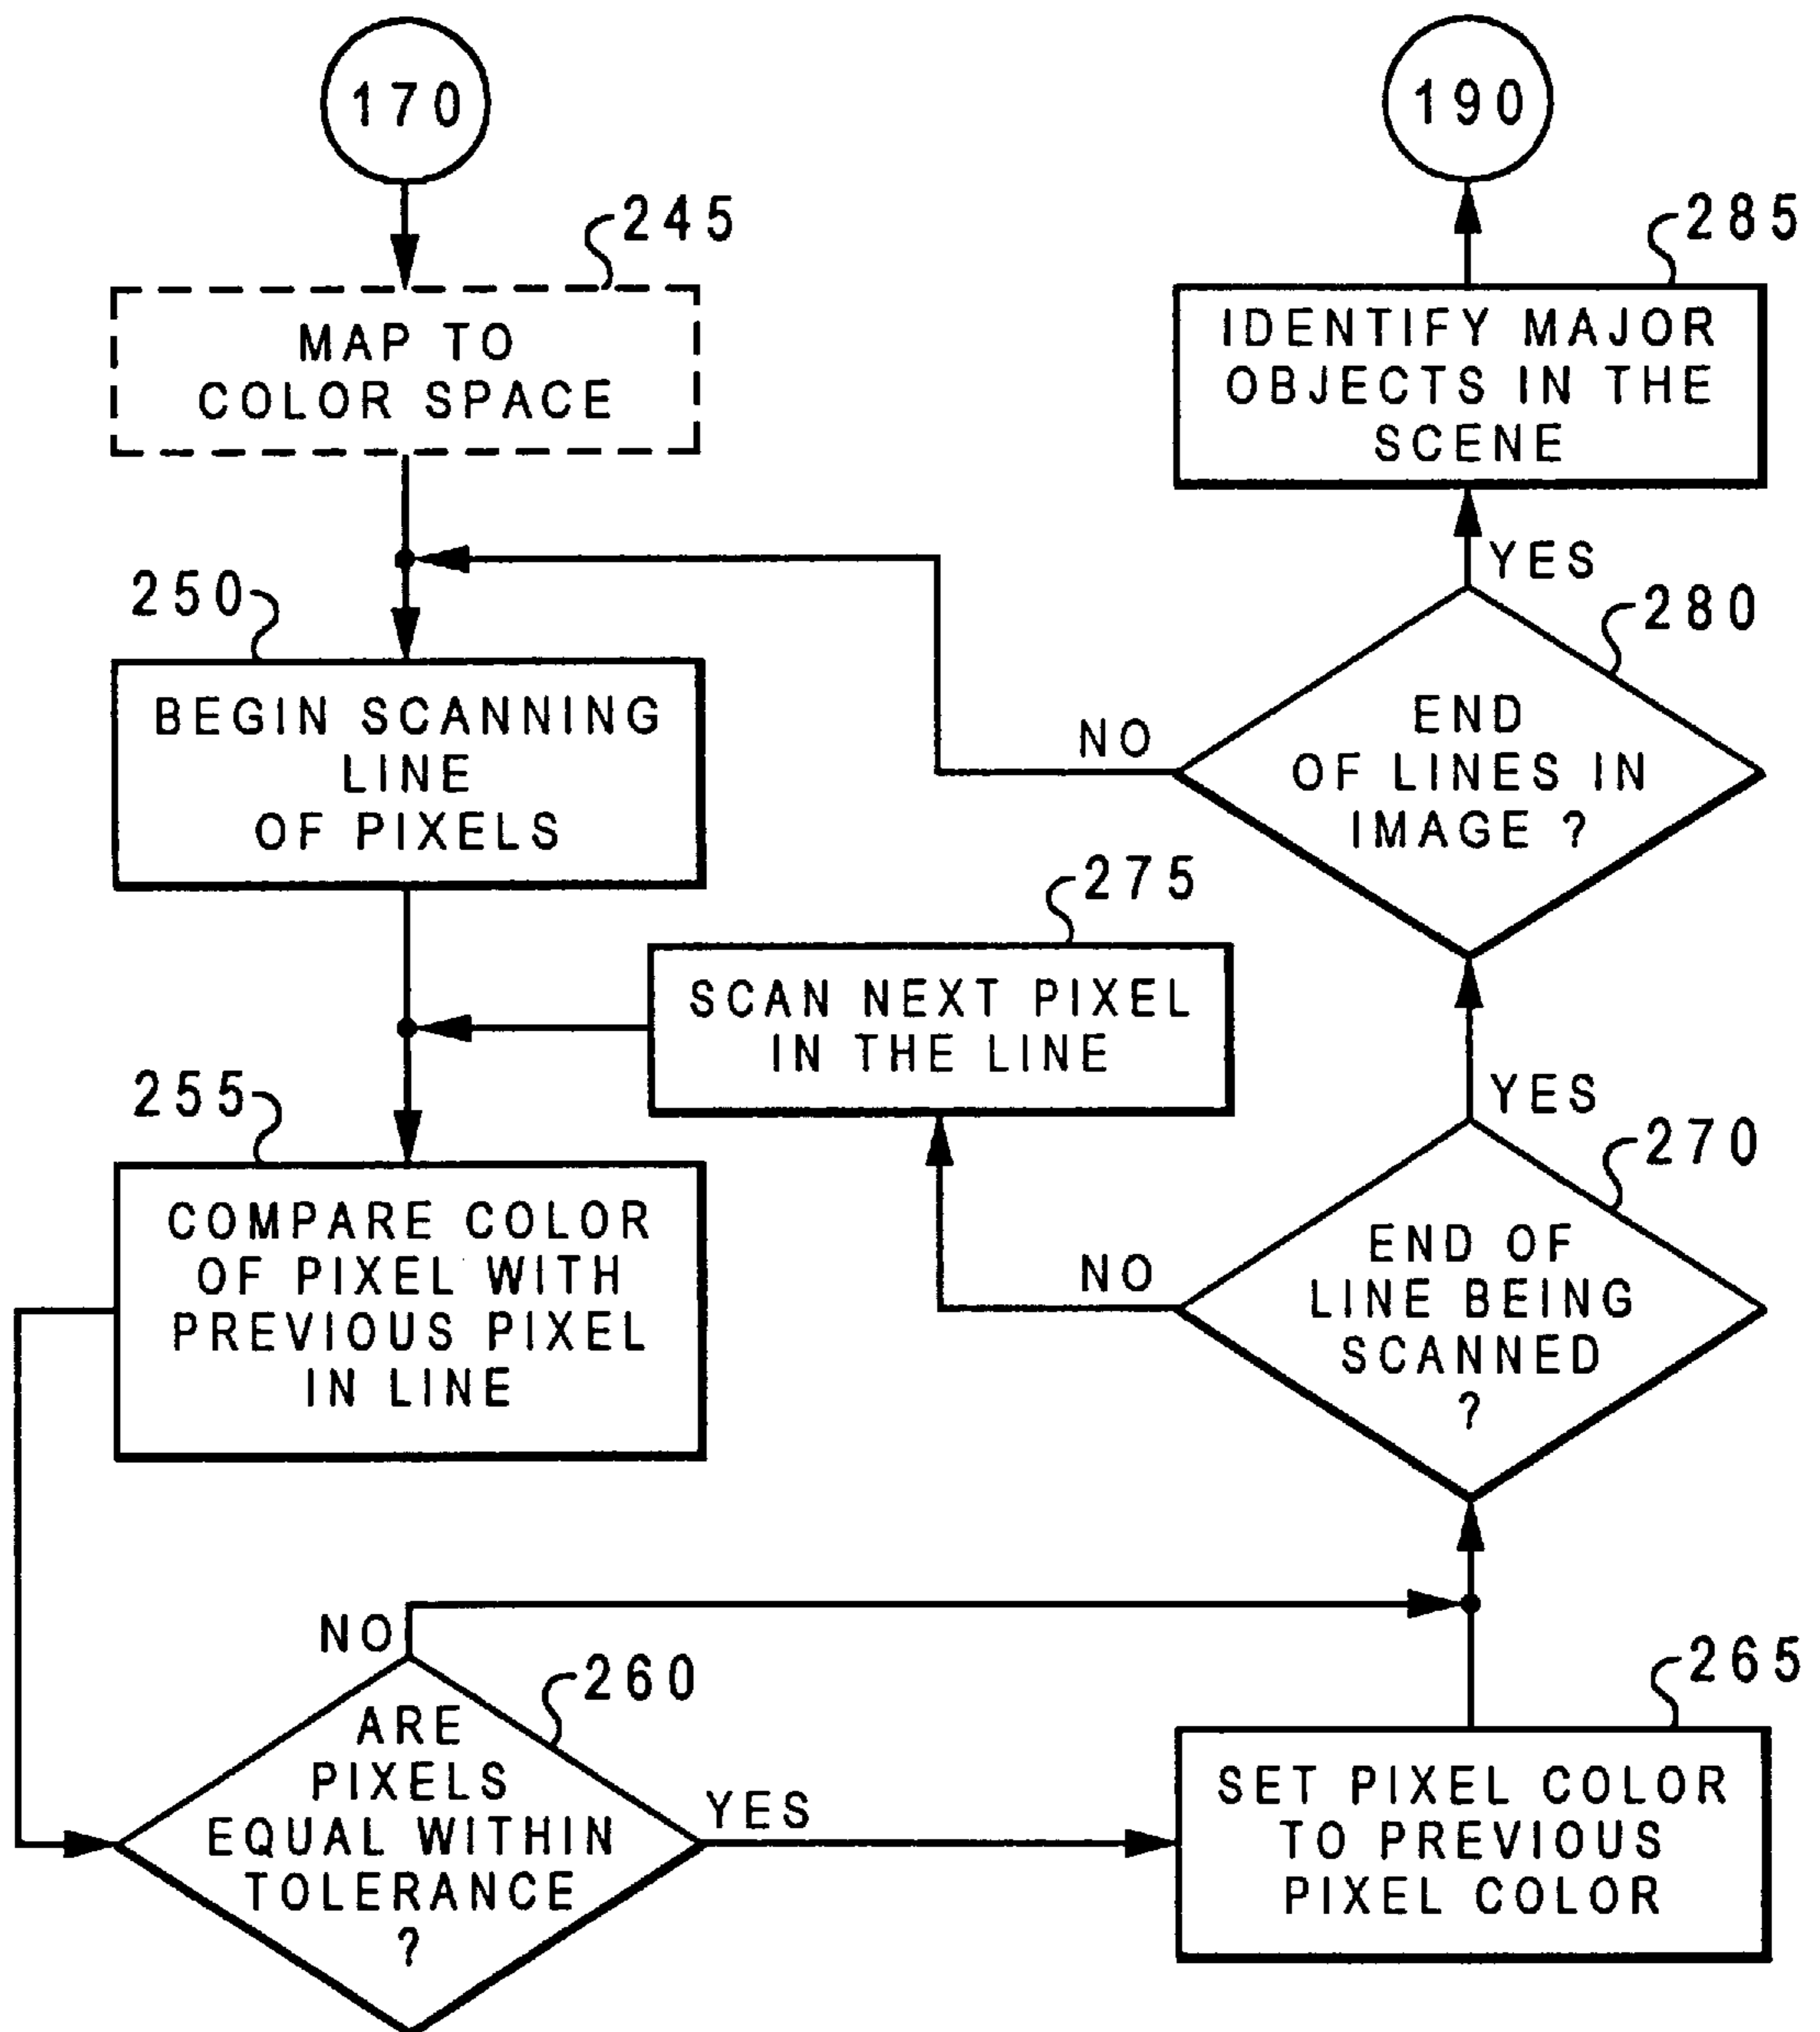 170
245
MAP TO
COLOR SPACE
250
BEGIN SCANNING
LINE
OF PIXELS
275
SCAN NEXT PIXEL
IN THE LINE
255
COMPARE COLOR
OF PIXEL WITH
PREVIOUS PIXEL
IN LINE
NO
260
ARE
PIXELS
EQUAL WITHIN
TOLERANCE
?
YES
265
SET PIXEL COLOR
TO PREVIOUS
PIXEL COLOR
270
END OF
LINE BEING
SCANNED
?
NO
YES
280
END
OF LINES IN
IMAGE ?
NO
YES
285
IDENTIFY MAJOR
OBJECTS IN THE
SCENE
190